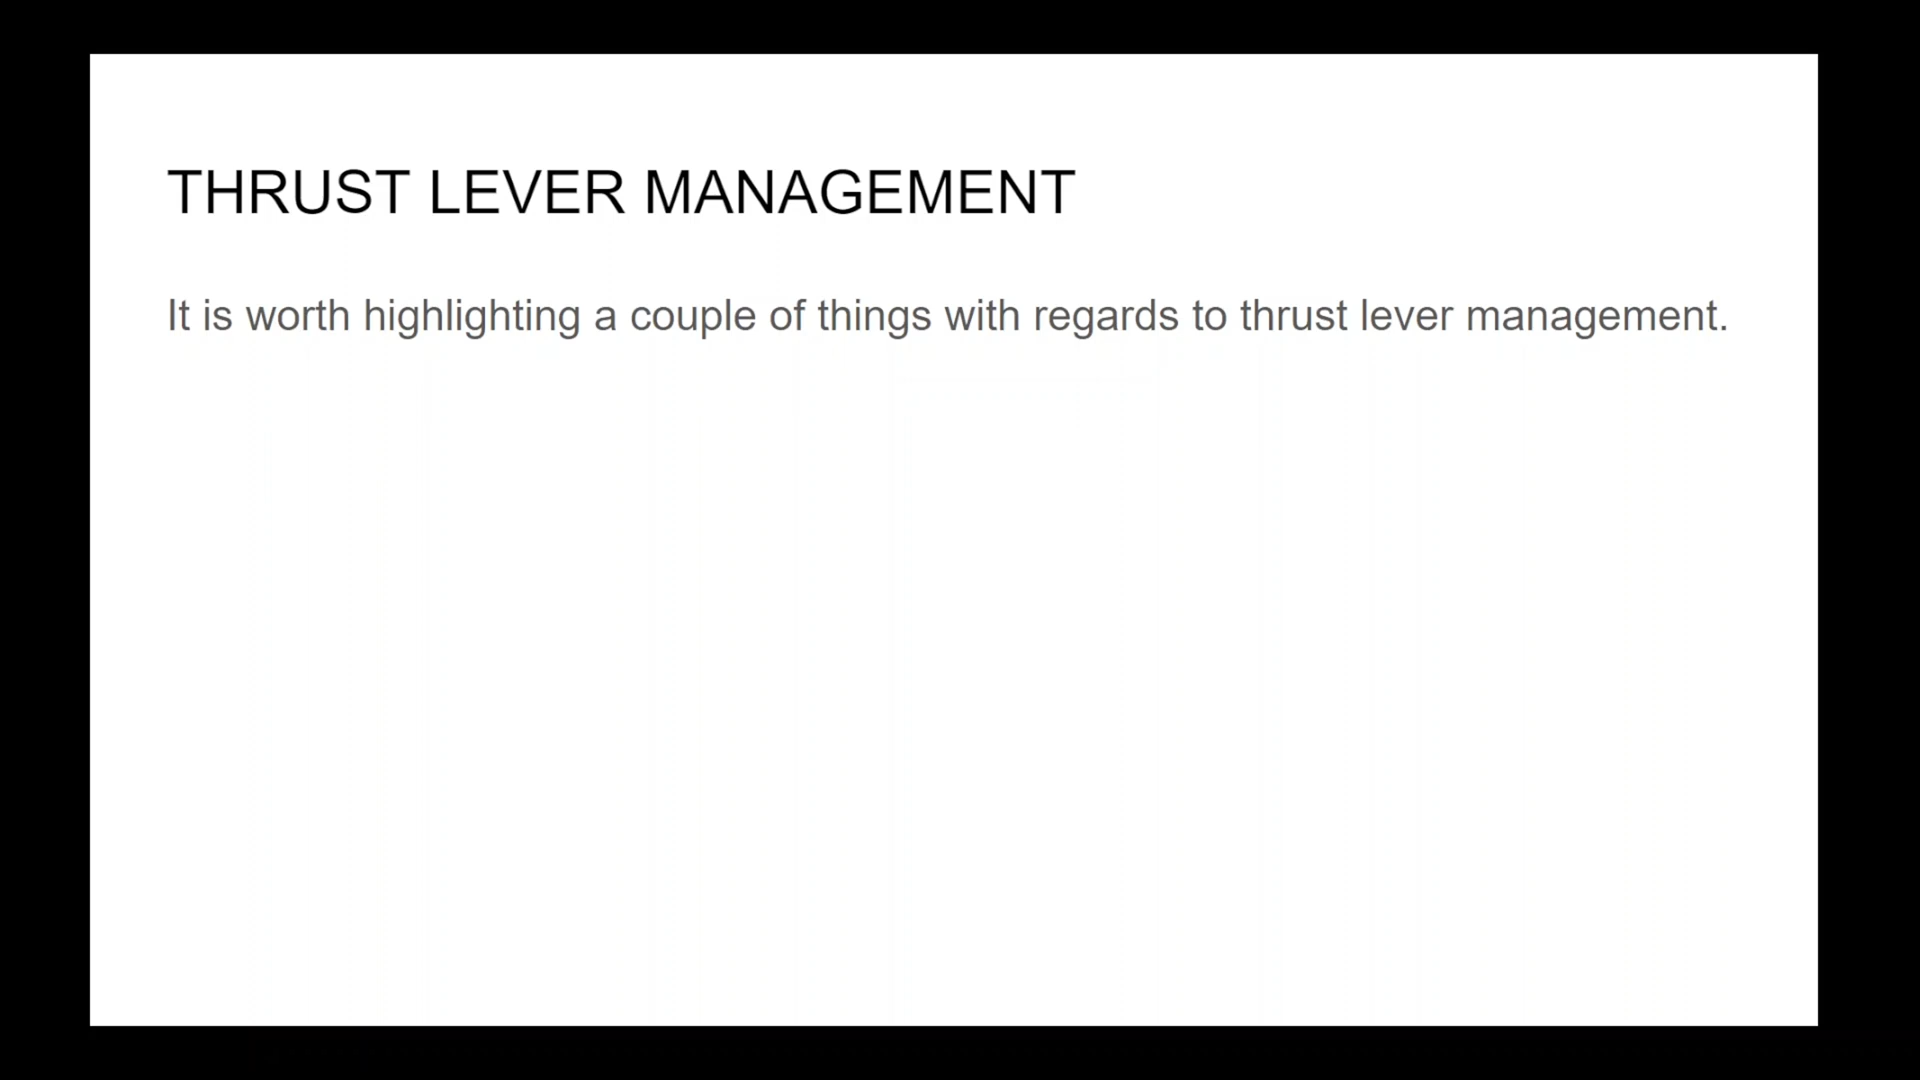 THRUST LEVER MANAGEMENT
It is worth highlighting a couple of things with regards to thrust lever management.